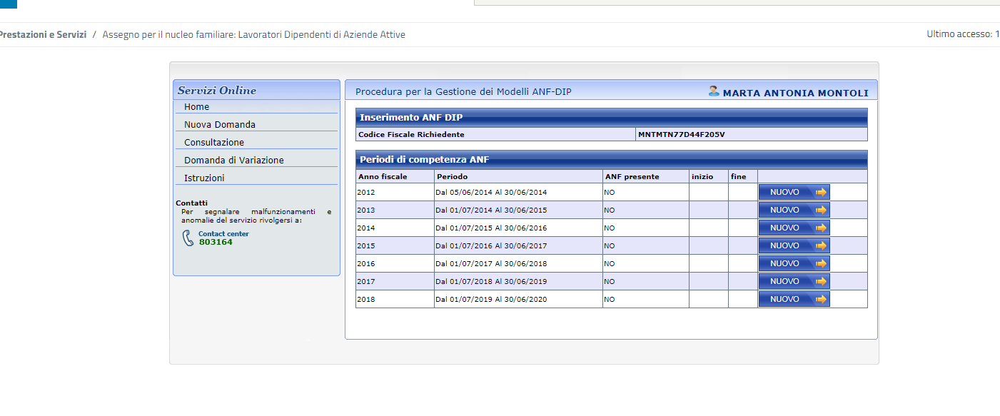 Prestazioni e Servizi / Assegno per il nucleo familiare: Lavoratori Dipendenti di Aziende Attive
Ultimo accesso: 1
Servizi Online
Home
Nuova Domanda
Consultazione
Domanda di Variazione
Istruzioni
Contatti
Per segnalare malfunzionamenti e
anomalie del servizio rivolgersi a:
Contact center
803164
Procedura per la Gestione dei Modelli ANF-DIP
MARTA ANTONIA MONTOLI
Inserimento ANF DIP
Codice Fiscale Richiedente MNTMTN77D44F205V
Periodi di competenza ANF
Anno fiscale Periodo ANF presente inizio fine
2012 Dal 05/06/2014 Al 30/06/2014 NO NUOVO
2013 Dal 01/07/2014 Al 30/06/2015 NO NUOVO
2014 Dal 01/07/2015 Al 30/06/2016 NO NUOVO
2015 Dal 01/07/2016 Al 30/06/2017 NO NUOVO
2016 Dal 01/07/2017 Al 30/06/2018 NO NUOVO
2017 Dal 01/07/2018 Al 30/06/2019 NO NUOVO
2018 Dal 01/07/2019 Al 30/06/2020 NO NUOVO